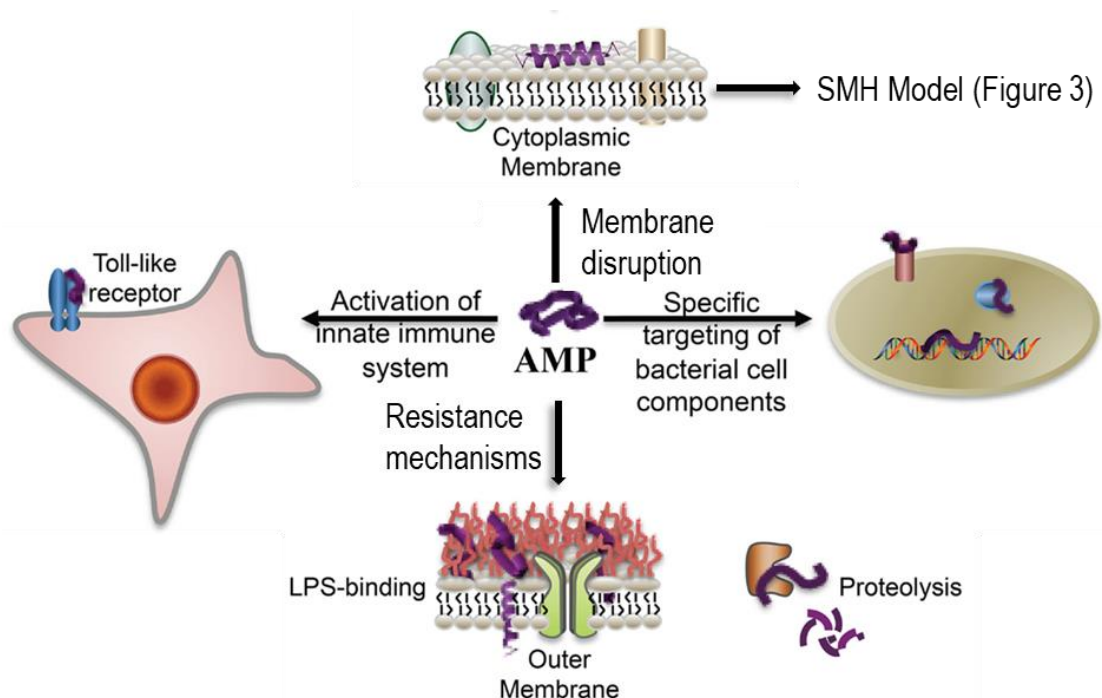 SMH Model (Figure 3)
Cytoplasmic
Membrane
Membrane
disruption
Toll-like
receptor
Activation of
innate immune
system
AMP
Specific
targeting of
bacterial cell
components
Resistance
mechanisms
LPS-binding
Outer
Membrane
Proteolysis